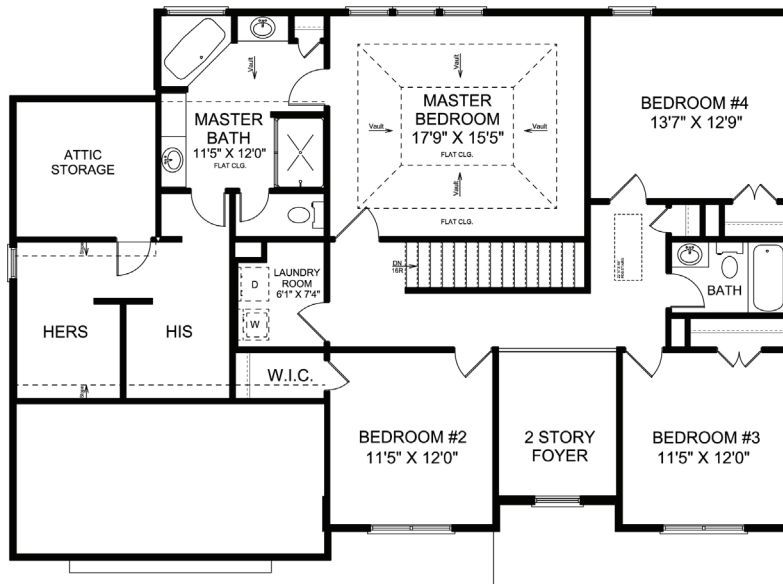 Vault
MASTER
BATH
11'5" X 12'0"
FLAT CLG.
MASTER
BEDROOM
17'9" X 15'5"
FLAT CLG.
Vault
Vault
Vault
Vault
FLAT CLG.
BEDROOM #4
13'7" X 12'9"
ATTIC
STORAGE
DN
16R
LAUNDRY
ROOM
6'1" X 7'4"
D
W
BATH
HERS
HIS
W.I.C.
BEDROOM #2
11'5" X 12'0"
2 STORY
FOYER
BEDROOM #3
11'5" X 12'0"